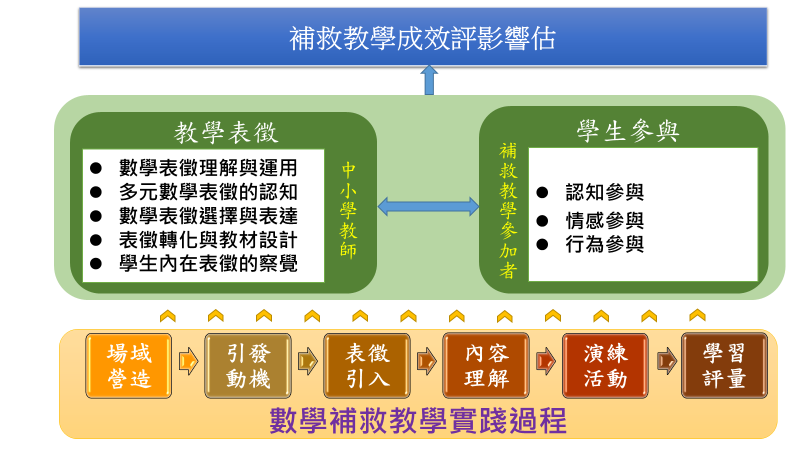 補救教學成效評影響估
教學表徵
● 數學表徵理解與運用
● 多元數學表徵的認知
● 數學表徵選擇與表達
● 表徵轉化與教材設計
● 學生內在表徵的察覺
中小學教師
學生參與
補救教學參加者
● 認知參與
● 情感參與
● 行為參與
場域
營造
引發
動機
表徵
引入
內容
理解
演練
活動
學習
評量
數學補救教學實踐過程